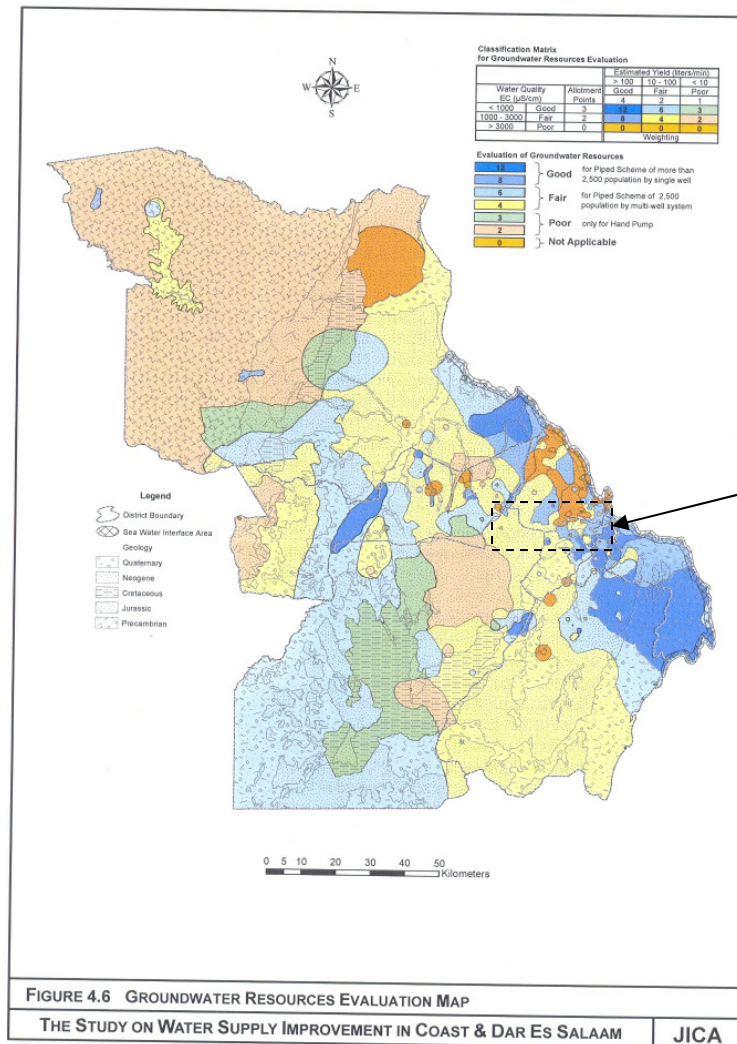 N
W E
S
Classification Matrix
for Groundwater Resources Evaluation
Estimated Yield (liters/min)
> 100 10 - 100 < 10
Water Quality Allotment Good Fair Poor
EC (µS/cm) Points 4 2 1
< 1000 Good 3 12 6 3
1000 - 3000 Fair 2 8 4 2
> 3000 Poor 0 0 0 0
Weighting
Evaluation of Groundwater Resources
12
8
Good for Piped Scheme of more than
2,500 population by single well
6
4
Fair for Piped Scheme of 2,500
population by multi-well system
3
2
Poor only for Hand Pump
0 Not Applicable
Legend
District Boundary
Sea Water Interface Area
Geology
Quaternary
Neogene
Cretaceous
Jurassic
Precambrian
0 5 10 20 30 40 50
Kilometers
FIGURE 4.6 GROUNDWATER RESOURCES EVALUATION MAP
THE STUDY ON WATER SUPPLY IMPROVEMENT IN COAST & DAR ES SALAAM JICA